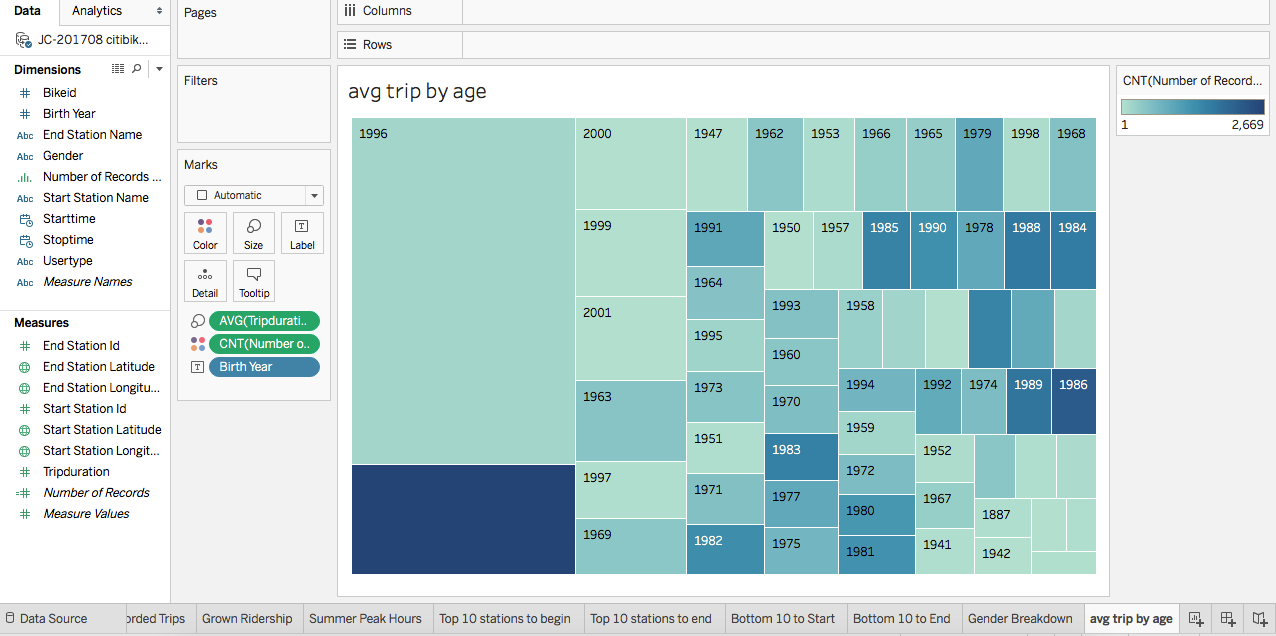 Data
Analytics
JC-201708 citibik...
Dimensions
Bikeid
Birth Year
Abc End Station Name
Abc Gender
Number of Records ...
Abc Start Station Name
Starttime
Stoptime
Abc Usertype
Abc Measure Names
Measures
End Station Id
End Station Latitude
End Station Longitu...
Start Station Id
Start Station Latitude
Start Station Longit...
Tripduration
Number of Records
Measure Values
Pages
Filters
Marks
Automatic
Color Size Label
Detail Tooltip
AVG(Tripdurati..
CNT(Number o..
Birth Year
Columns
Rows
avg trip by age
1996 2000 1947 1962 1953 1966 1965 1979 1998 1968
1999 1991 1950 1957 1985 1990 1978 1988 1984
1964
2001 1993 1958
1995
1960
1963 1973 1970 1994 1992 1974 1989 1986
1951 1983 1959 1952
1997 1971 1977 1972 1967
1969 1982 1975 1980 1887
1981 1941 1942
CNT(Number of Record...
1 2,669
Data Source
orded Trips
Grown Ridership
Summer Peak Hours
Top 10 stations to begin
Top 10 stations to end
Bottom 10 to Start
Bottom 10 to End
Gender Breakdown
avg trip by age